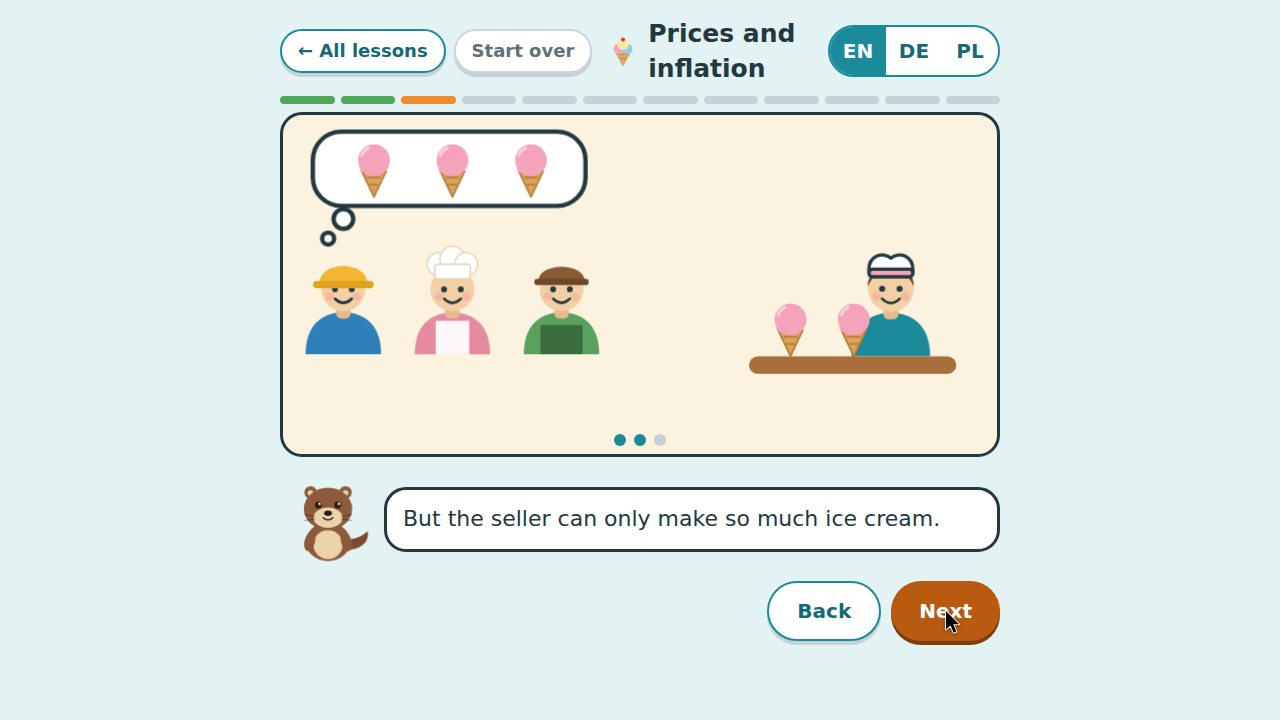 ← All lessons
Start over
Prices and
inflation
EN
DE
PL
But the seller can only make so much ice cream.
Back
Next